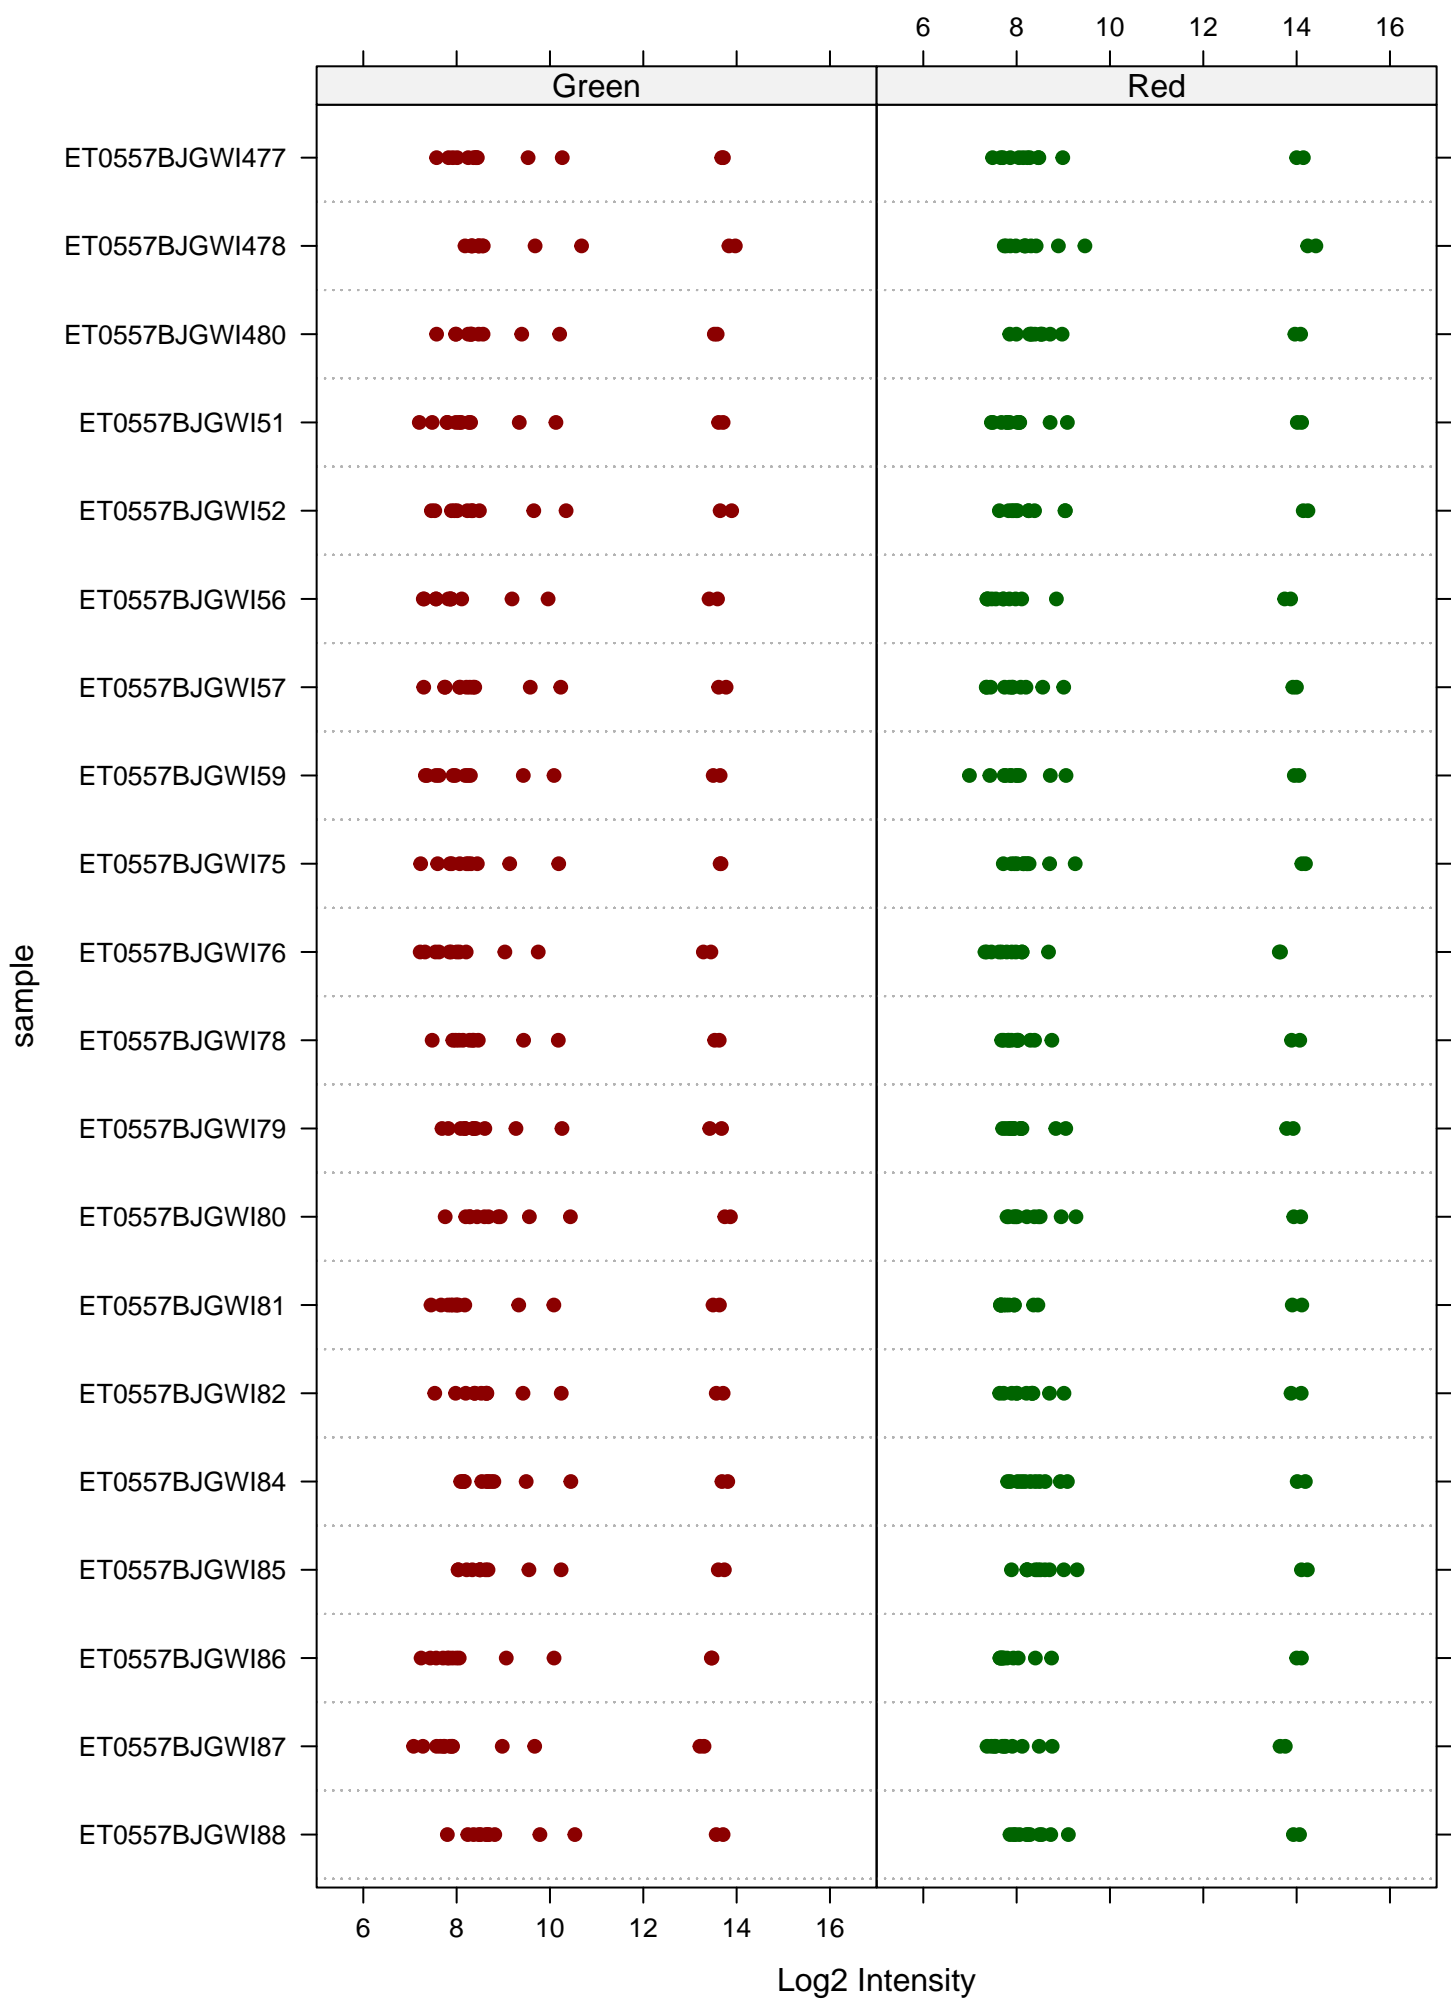 6 8 10 12 14 16
Green Red
ET0557BJGWI477
ET0557BJGWI478
ET0557BJGWI480
ET0557BJGWI51
ET0557BJGWI52
ET0557BJGWI56
ET0557BJGWI57
ET0557BJGWI59
ET0557BJGWI75
ET0557BJGWI76
ET0557BJGWI78
ET0557BJGWI79
ET0557BJGWI80
ET0557BJGWI81
ET0557BJGWI82
ET0557BJGWI84
ET0557BJGWI85
ET0557BJGWI86
ET0557BJGWI87
ET0557BJGWI88
sample
6 8 10 12 14 16
Log2 Intensity